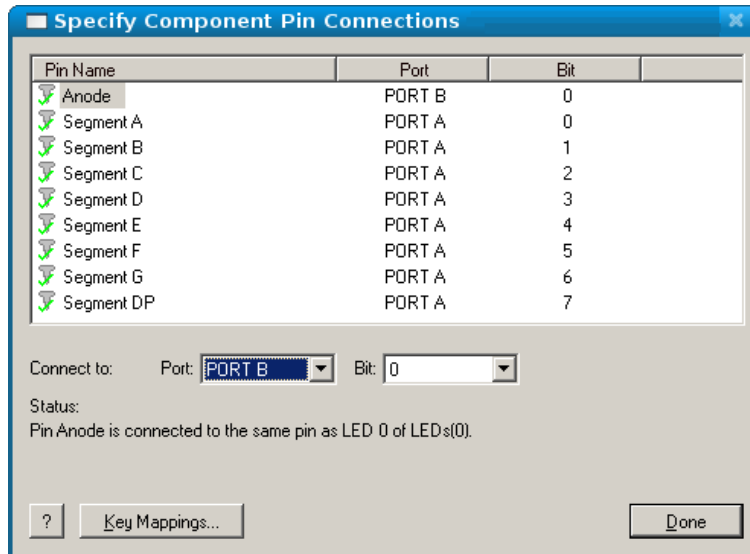 Specify Component Pin Connections
Pin Name Port Bit
Anode PORT B 0
Segment A PORT A 0
Segment B PORT A 1
Segment C PORT A 2
Segment D PORT A 3
Segment E PORT A 4
Segment F PORT A 5
Segment G PORT A 6
Segment DP PORT A 7
Connect to: Port: PORT B Bit: 0
Status:
Pin Anode is connected to the same pin as LED 0 of LEDs(0).
? Key Mappings... Done